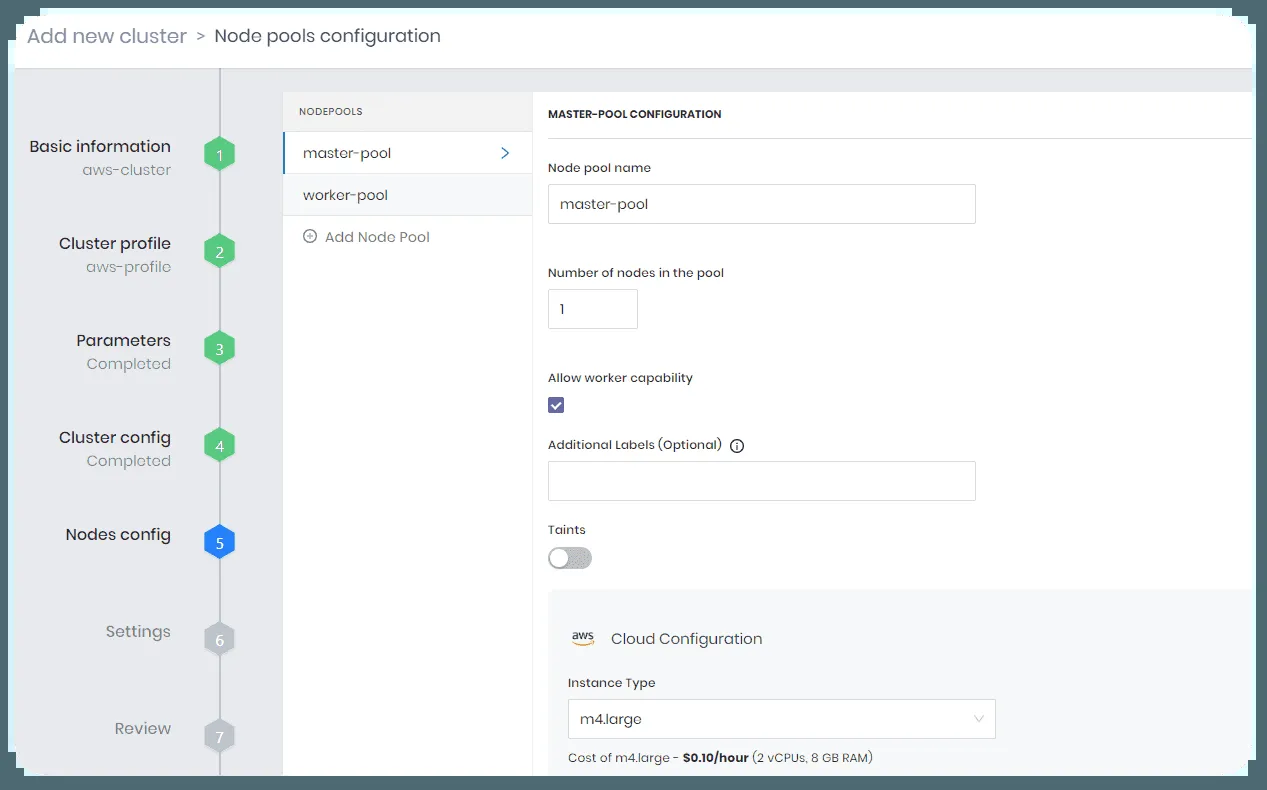 Add new cluster > Node pools configuration
Basic information
aws-cluster
1
Cluster profile
aws-profile
2
Parameters
Completed
3
Cluster config
Completed
4
Nodes config
5
Settings
6
Review
7
NODEPOOLS
master-pool
worker-pool
Add Node Pool
MASTER-POOL CONFIGURATION
Node pool name
master-pool
Number of nodes in the pool
1
Allow worker capability
Additional Labels (Optional)
Taints
aws Cloud Configuration
Instance Type
m4.large
Cost of m4.large - $0.10/hour (2 vCPUs, 8 GB RAM)